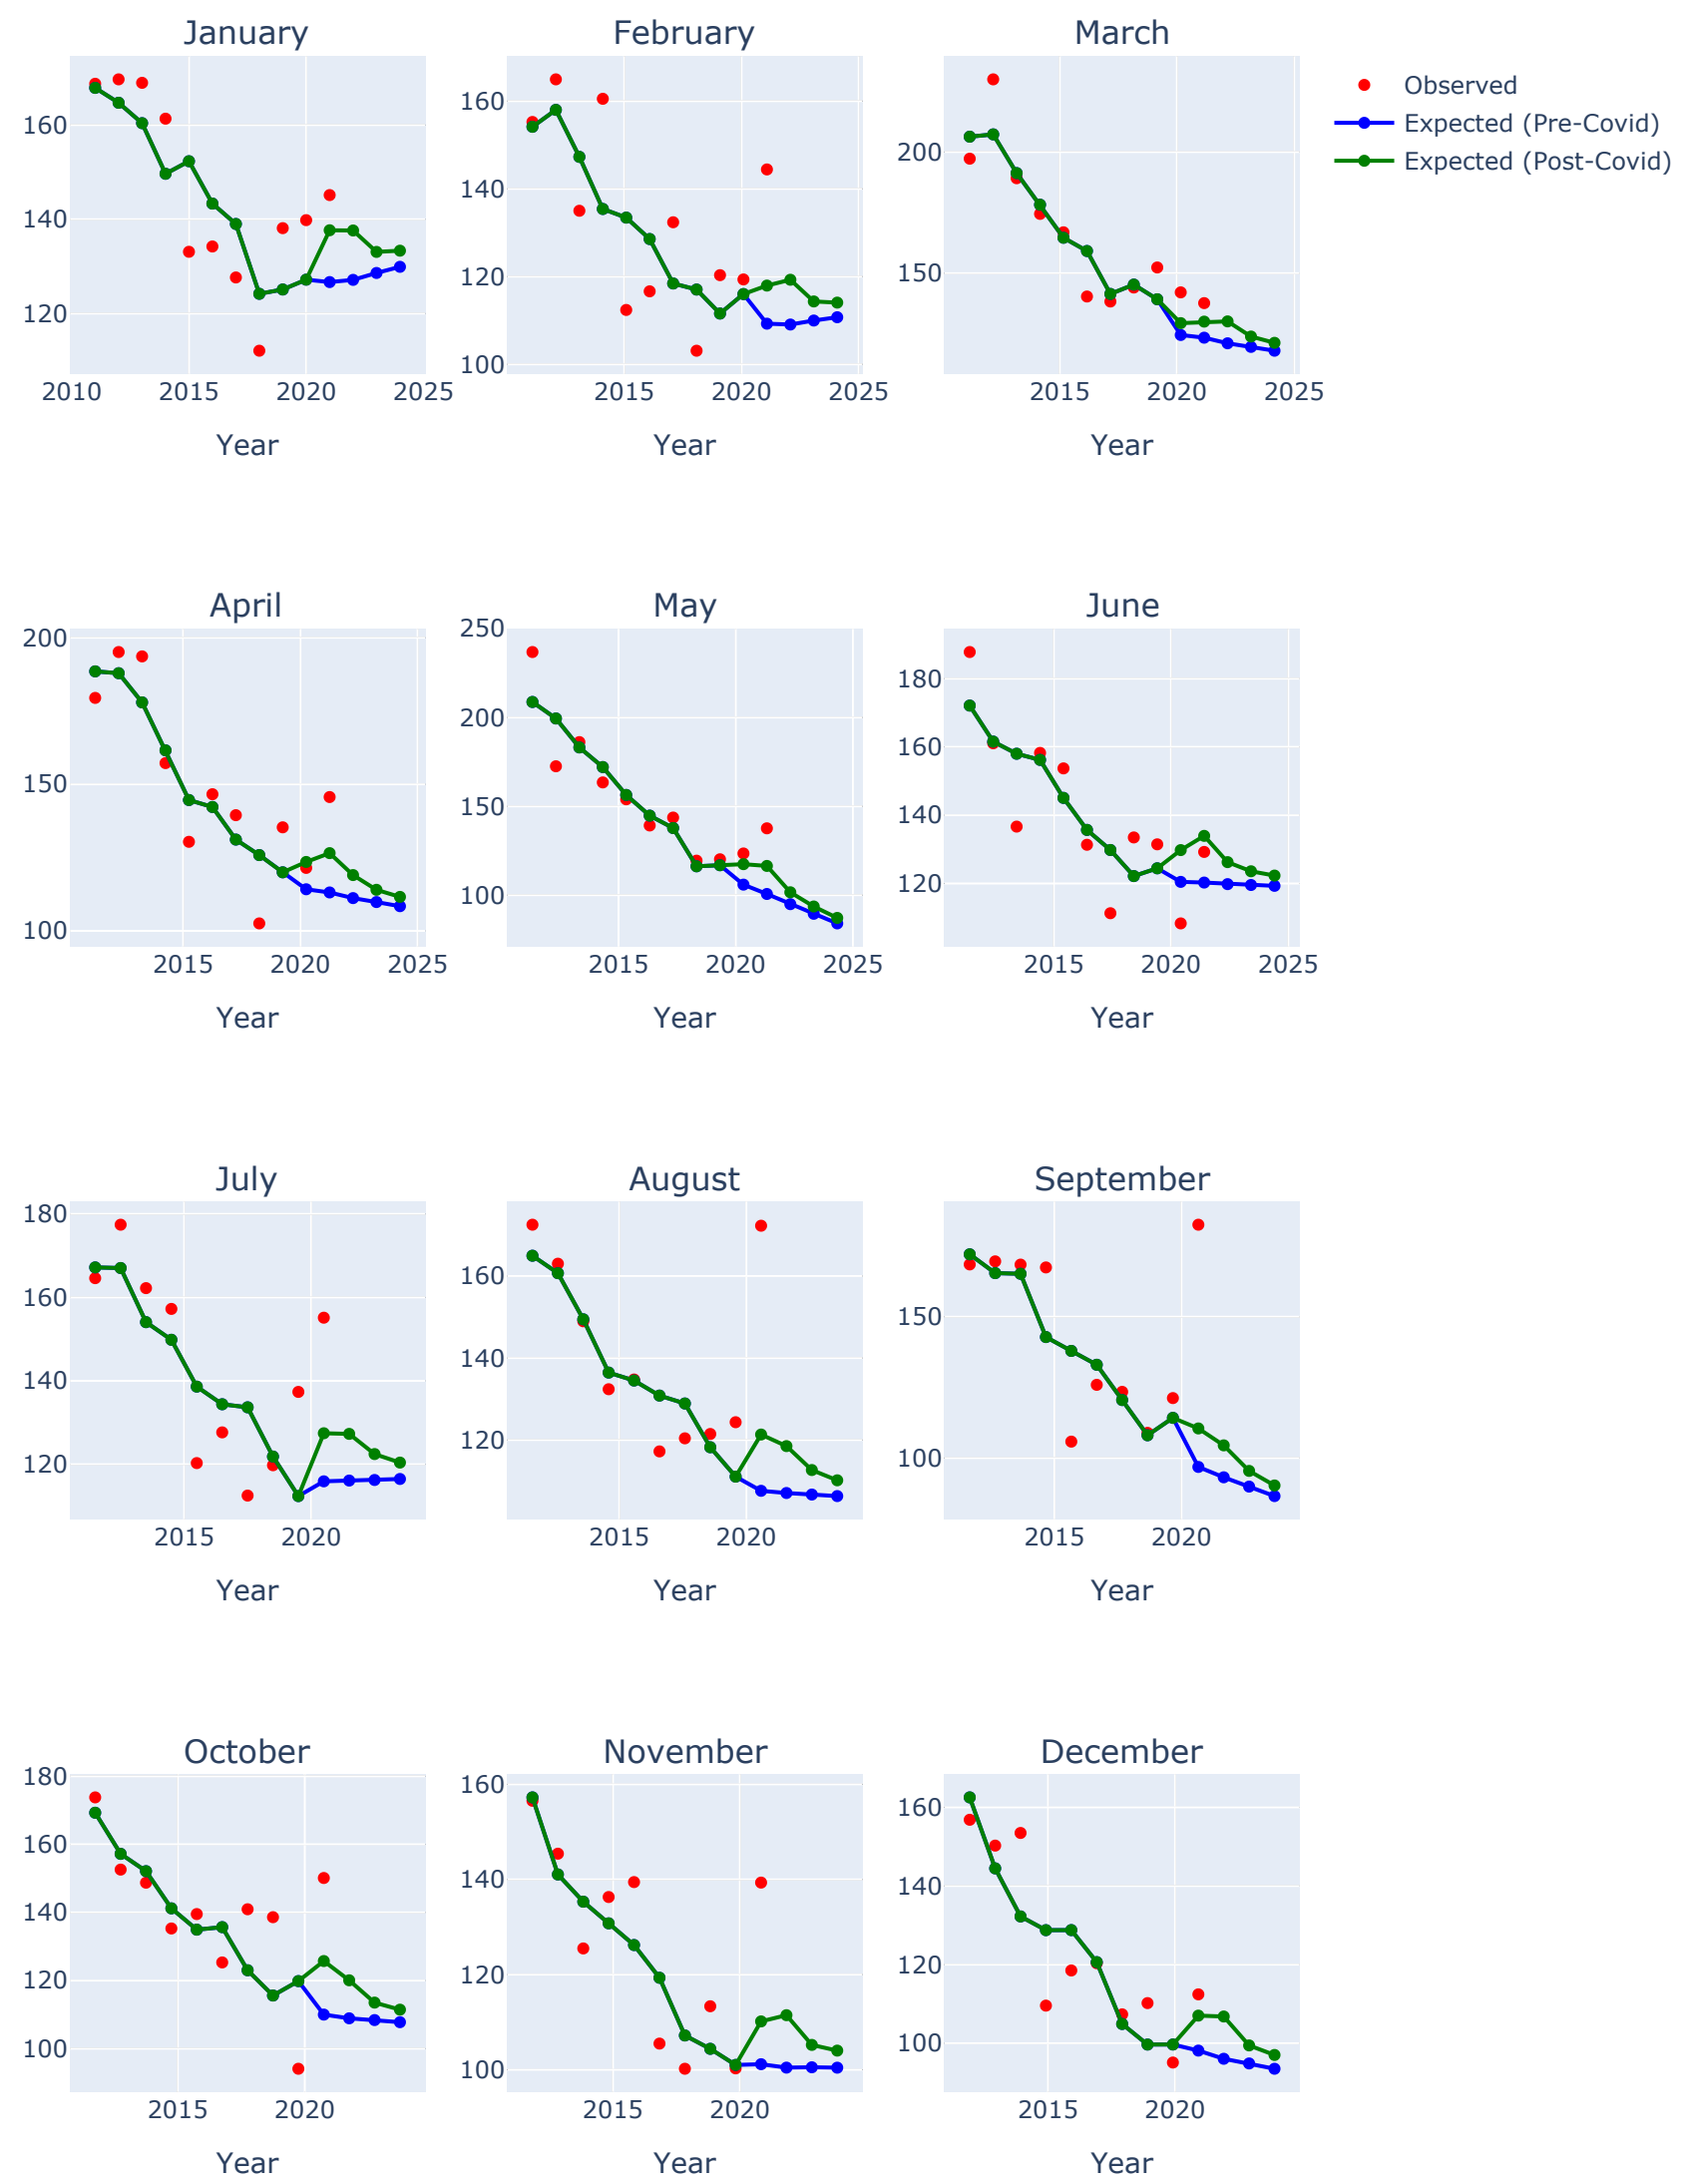 January
February
March
Observed
Expected (Pre-Covid)
Expected (Post-Covid)
160
140
120
2010 2015 2020 2025
Year
160
140
120
100
2015 2020 2025
Year
200
150
2015 2020 2025
Year
April
May
June
200
150
100
2015 2020 2025
Year
250
200
150
100
2015 2020 2025
Year
180
160
140
120
2015 2020 2025
Year
July
August
September
180
160
140
120
2015 2020
Year
160
140
120
2015 2020
Year
150
100
2015 2020
Year
October
November
December
180
160
140
120
100
2015 2020
Year
160
140
120
100
2015 2020
Year
160
140
120
100
2015 2020
Year